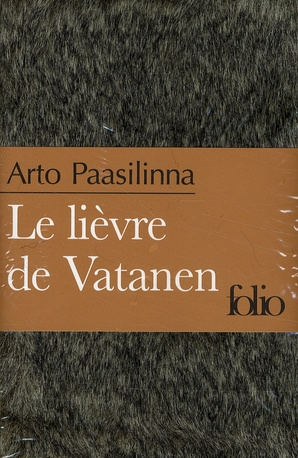 Arto Paasilinna
Le lièvre
de Vatanen
folio